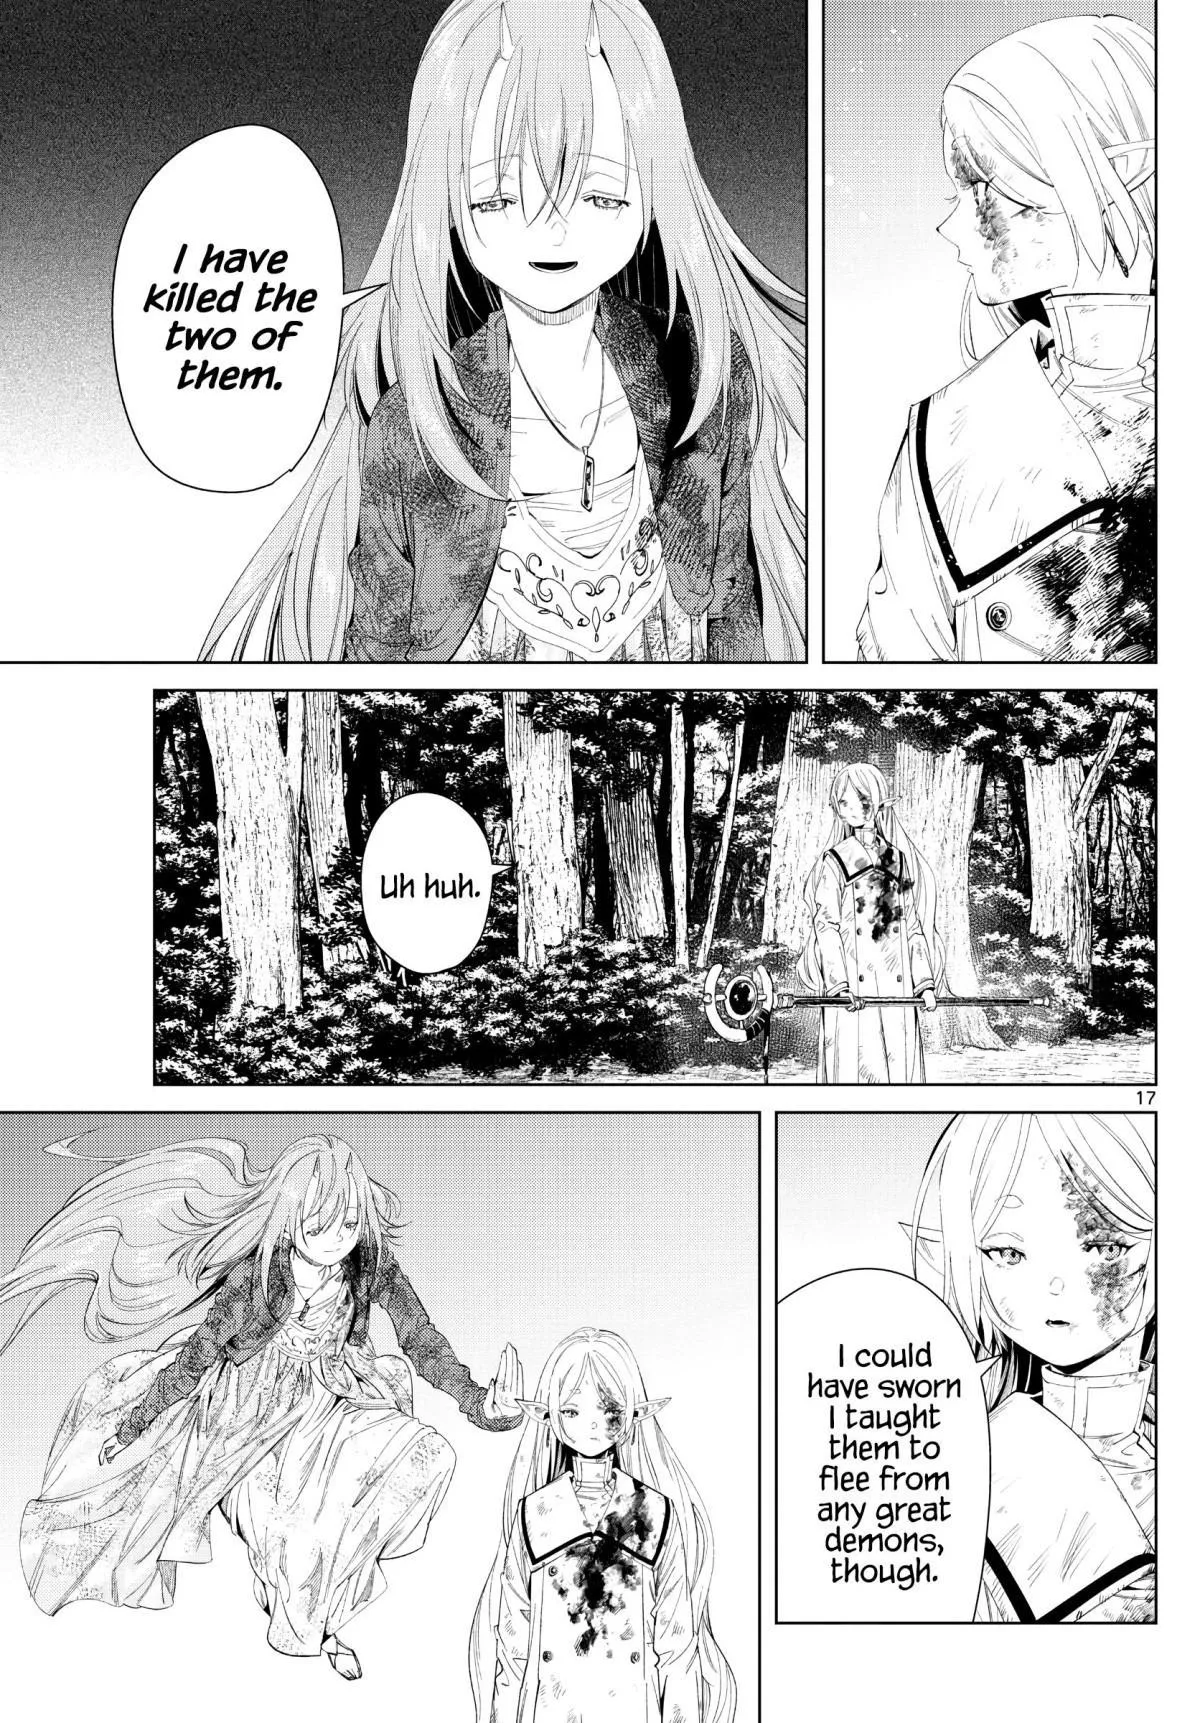 I have
killed the
two of
them.
Uh huh.
17
I could
have sworn
I taught
them to
flee from
any great
demons,
though.